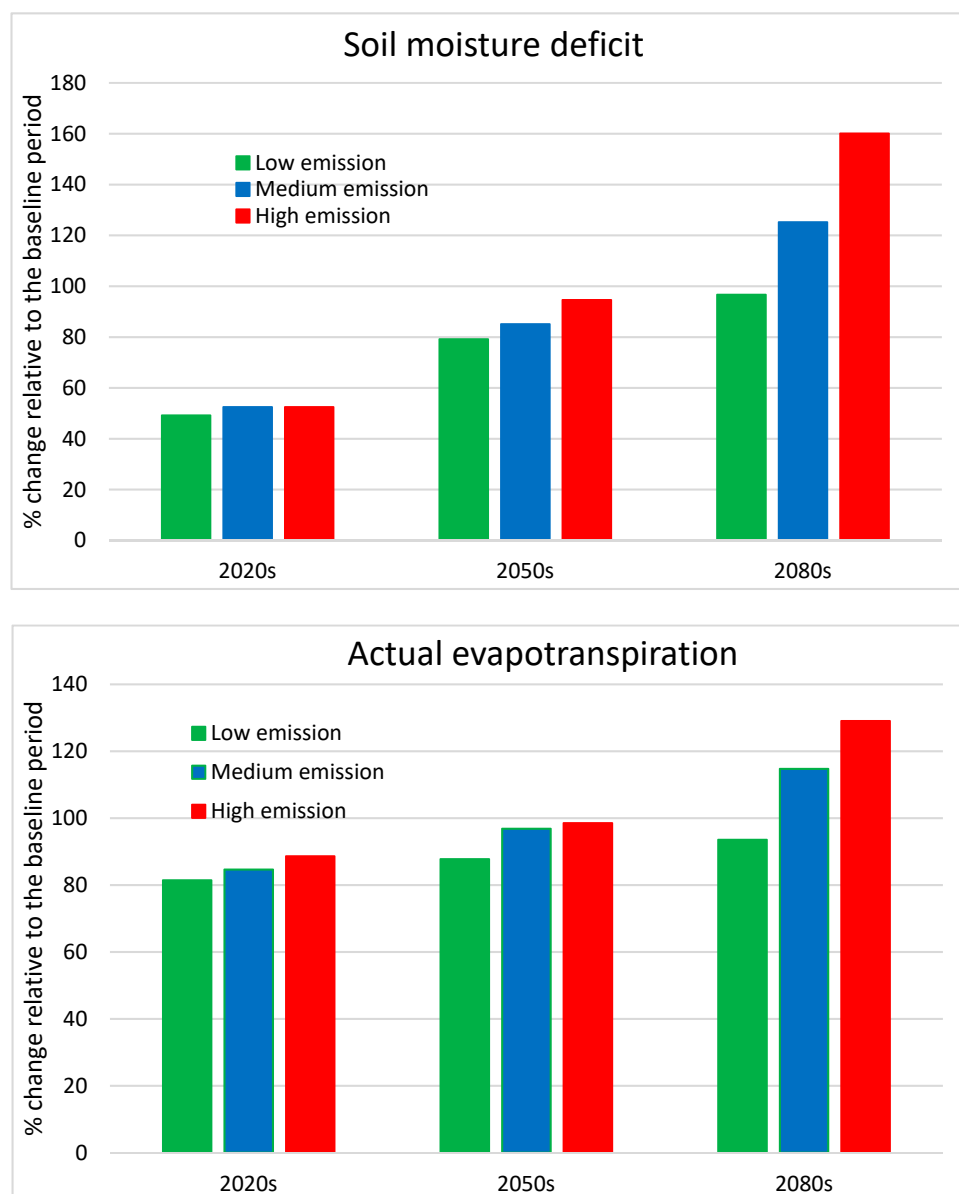 Soil moisture deficit
% change relative to the baseline period
180
160
140
120
100
80
60
40
20
0
Low emission
Medium emission
High emission
2020s 2050s 2080s
Actual evapotranspiration
% change relative to the baseline period
140
120
100
80
60
40
20
0
Low emission
Medium emission
High emission
2020s 2050s 2080s